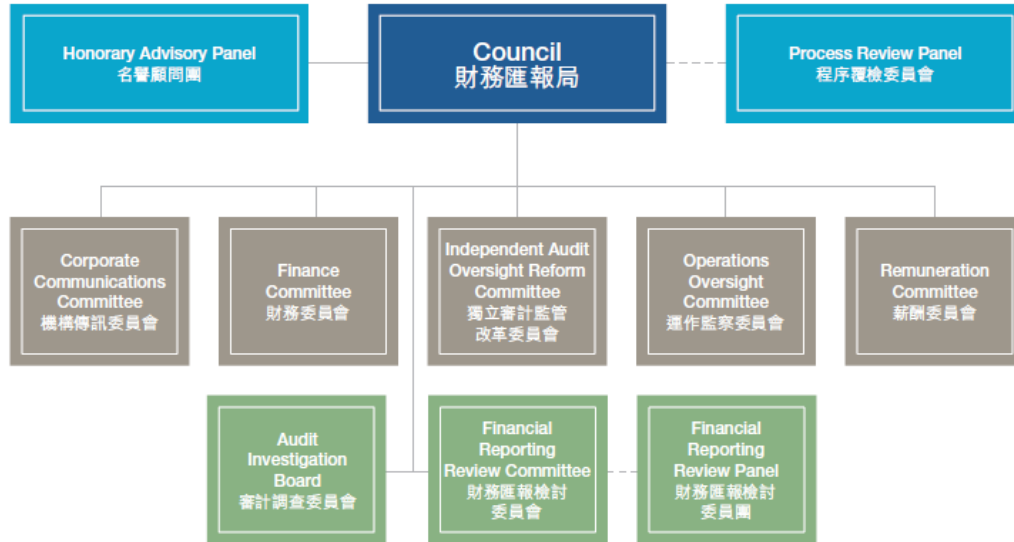 Honorary Advisory Panel
名譽顧問團
Council
財務匯報局
Process Review Panel
程序覆檢委員會
Corporate
Communications
Committee
機構傳訊委員會
Finance
Committee
財務委員會
Independent Audit
Oversight Reform
Committee
獨立審計監管
改革委員會
Operations
Oversight
Committee
運作監察委員會
Remuneration
Committee
薪酬委員會
Audit
Investigation
Board
審計調查委員會
Financial
Reporting
Review Committee
財務匯報檢討
委員會
Financial
Reporting
Review Panel
財務匯報檢討
委員團